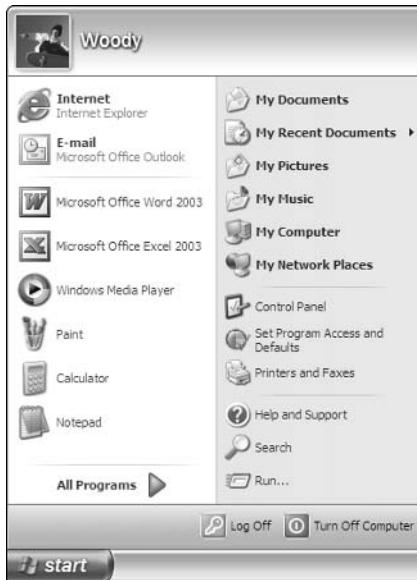 Woody
Internet
Internet Explorer
E-mail
Microsoft Office Outlook
Microsoft Office Word 2003
Microsoft Office Excel 2003
Windows Media Player
Paint
Calculator
Notepad
All Programs
My Documents
My Recent Documents
My Pictures
My Music
My Computer
My Network Places
Control Panel
Set Program Access and
Defaults
Printers and Faxes
Help and Support
Search
Run...
Log Off
Turn Off Computer
start